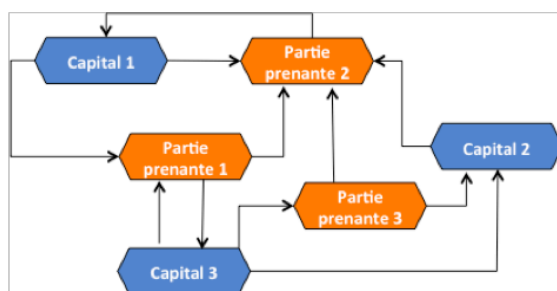 Capital 1
Partie
prenante 2
Partie
prenante 1
Capital 2
Partie
prenante 3
Capital 3